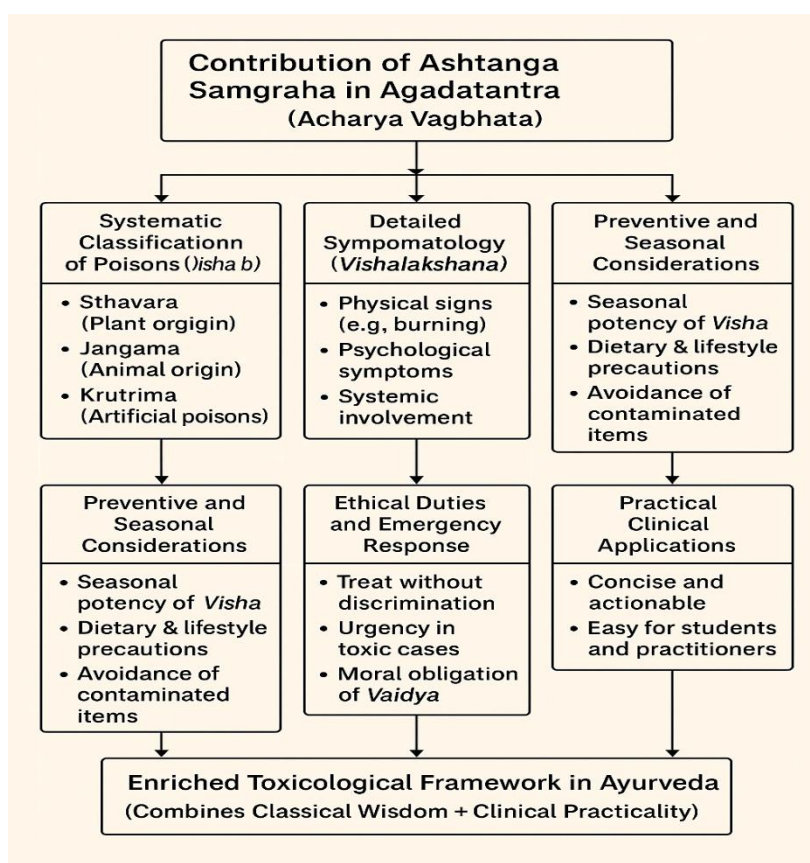 Contribution of Ashtanga
Samgraha in Agadatantra
(Acharya Vagbhata)
Systematic
Classificationn
of Poisons ()isha b)
• Sthavara
(Plant orgigin)
• Jangama
(Animal origin)
• Krutrima
(Artificial poisons)
Detailed
Sympomatology
(Vishalakshana)
• Physical signs
(e.g, burning)
• Psychological
symptoms
• Systemic
involvement
Preventive and
Seasonal
Considerations
• Seasonal
potency of Visha
• Dietary & lifestyle
precautions
• Avoidance of
contaminated
items
Preventive and
Seasonal
Considerations
• Seasonal
potency of Visha
• Dietary & lifestyle
precautions
• Avoidance of
contaminated
items
Ethical Duties
and Emergency
Response
• Treat without
discrimination
• Urgency in
toxic cases
• Moral obligation
of Vaidya
Practical
Clinical
Applications
• Concise and
actionable
• Easy for students
and practitioners
Enriched Toxicological Framework in Ayurveda
(Combines Classical Wisdom + Clinical Practicality)